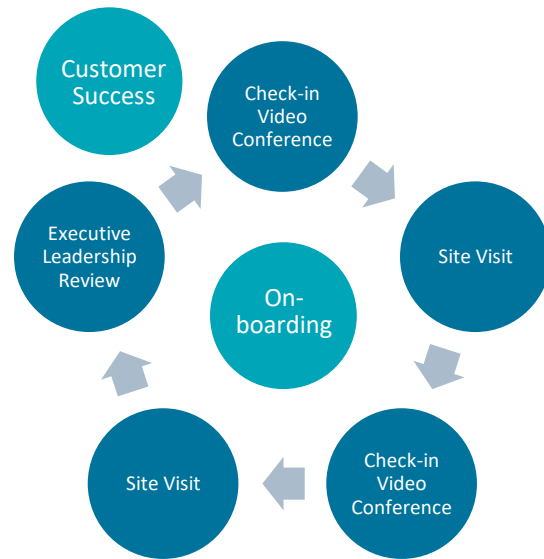 Customer
Success
Check-in
Video
Conference
Site Visit
Check-in
Video
Conference
Site Visit
Executive
Leadership
Review
On-
boarding